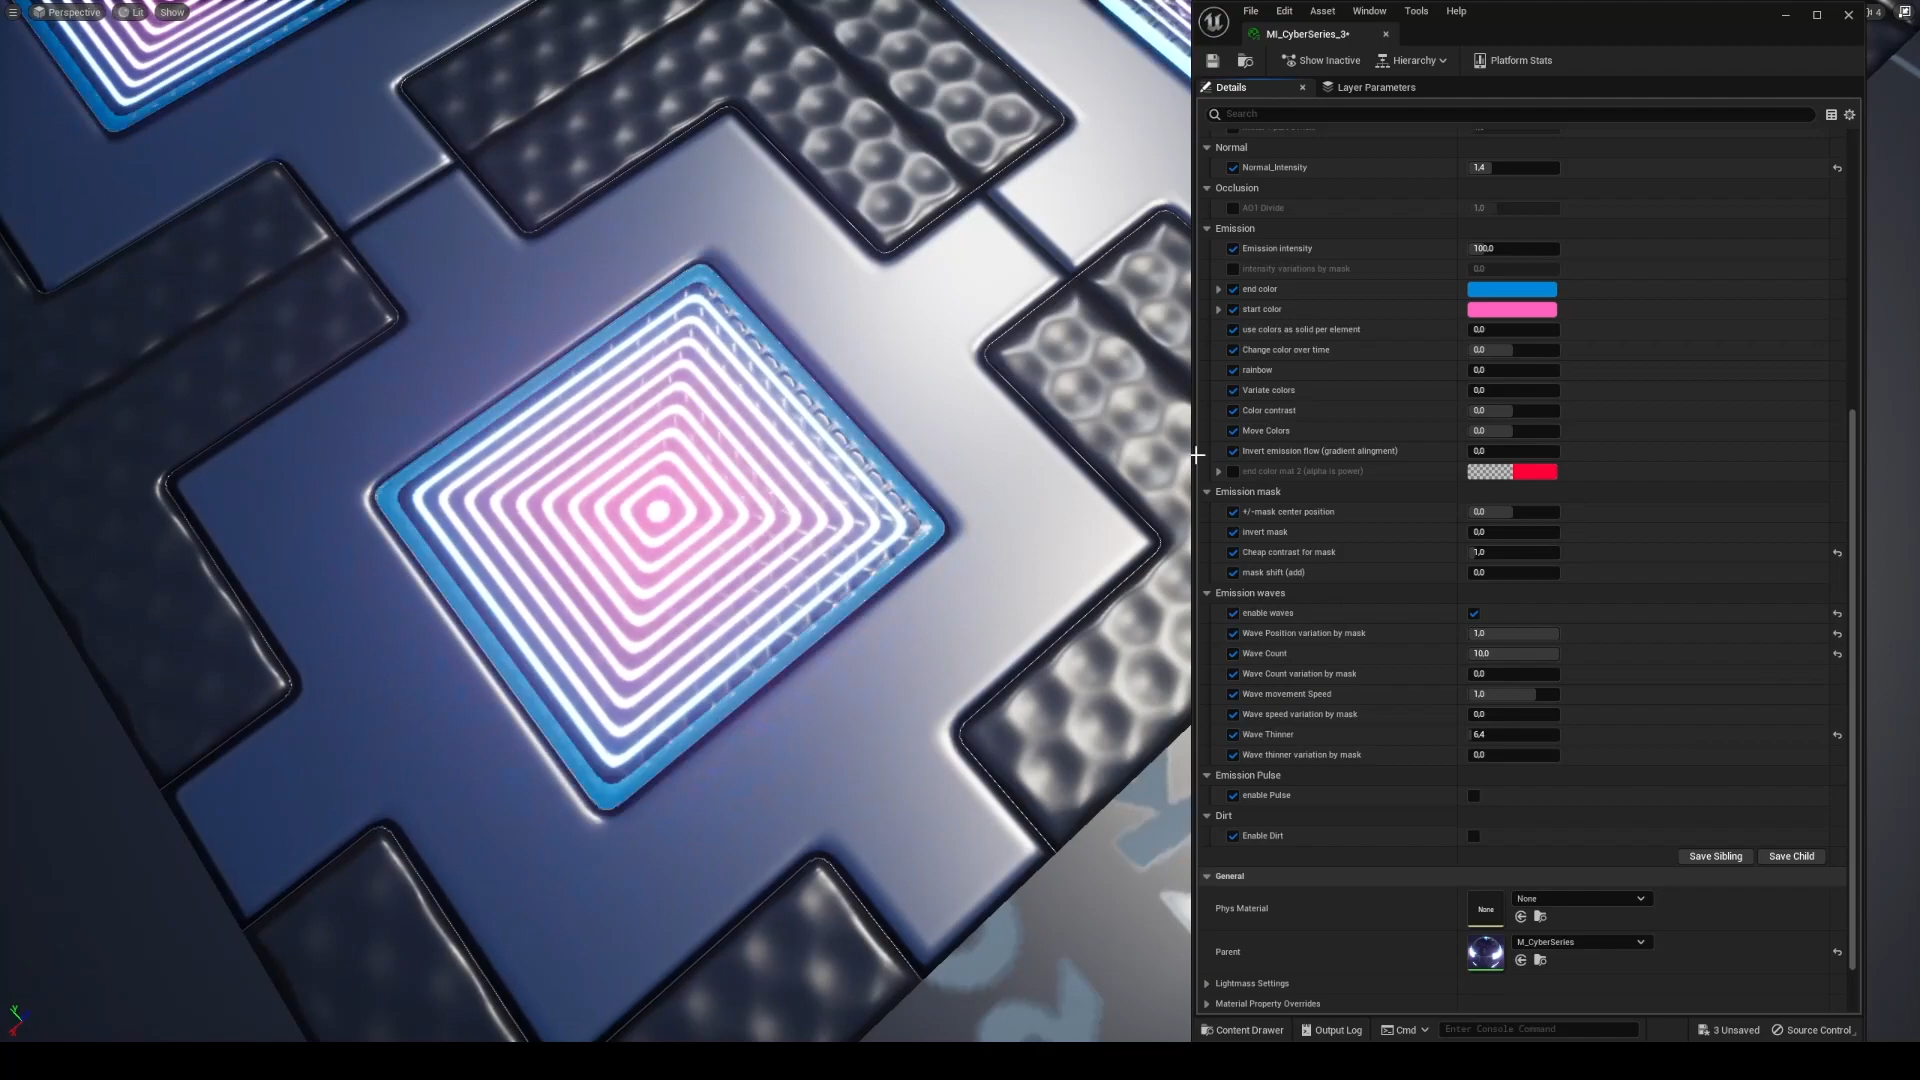 Perspective
Lit
Show
File
Edit
Asset
Window
Tools
Help
4
MI_CyberSeries_3*
Show Inactive
Hierarchy
Platform Stats
Details
Layer Parameters
Search
Normal
Normal_Intensity
1,4
Occlusion
AO1 Divide
1,0
Emission
Emission intensity
100,0
intensity variations by mask
0,0
end color
start color
use colors as solid per element
0,0
Change color over time
0,0
rainbow
0,0
Variate colors
0,0
Color contrast
0,0
Move Colors
0,0
Invert emission flow (gradient alingment)
0,0
end color mat 2 (alpha is power)
Emission mask
+/-mask center position
0,0
invert mask
0,0
Cheap contrast for mask
1,0
mask shift (add)
0,0
Emission waves
enable waves
Wave Position variation by mask
1,0
Wave Count
10,0
Wave Count variation by mask
0,0
Wave movement Speed
1,0
Wave speed variation by mask
0,0
Wave Thinner
6,4
Wave thinner variation by mask
0,0
Emission Pulse
enable Pulse
Dirt
Enable Dirt
Save Sibling
Save Child
General
Phys Material
None
None
Parent
M_CyberSeries
Lightmass Settings
Material Property Overrides
Content Drawer
Output Log
Cmd
Enter Console Command
3 Unsaved
Source Control